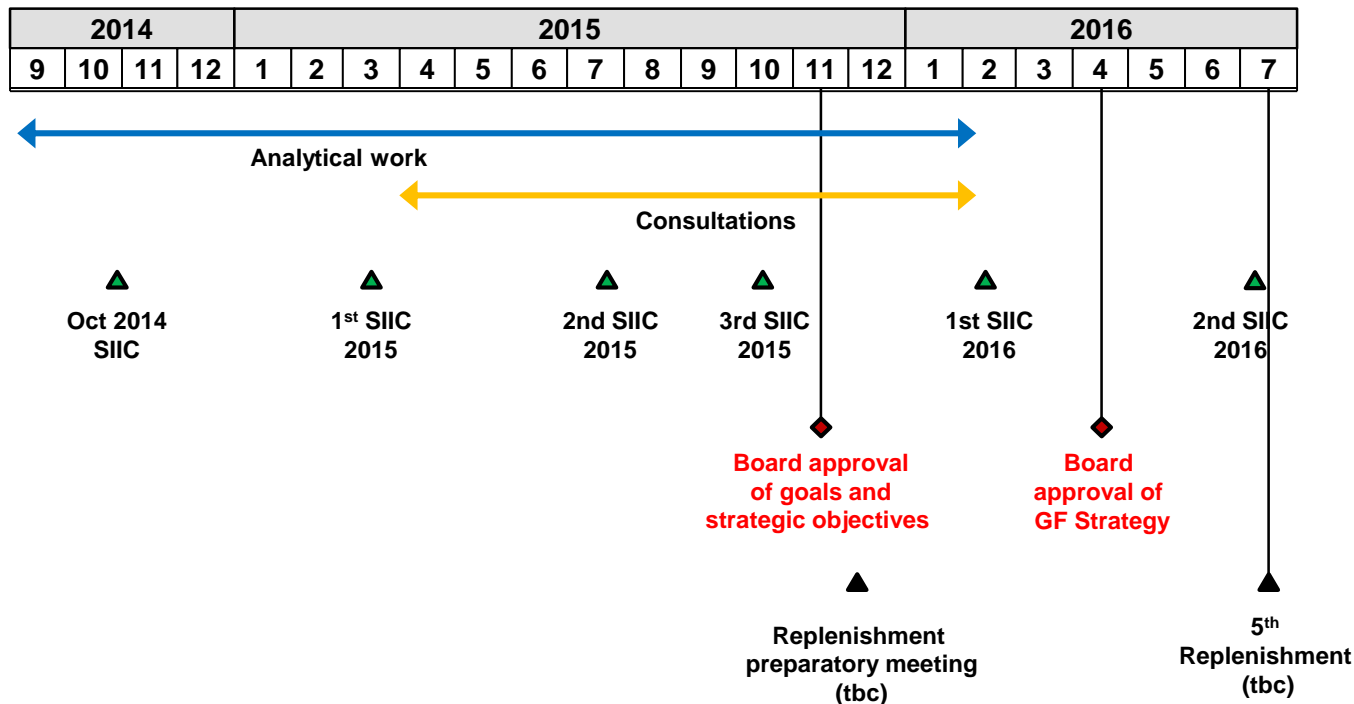 2014 2015 2016
9 10 11 12 1 2 3 4 5 6 7 8 9 10 11 12 1 2 3 4 5 6 7
Analytical work
Consultations
Oct 2014
SIIC
1st SIIC
2015
2nd SIIC
2015
3rd SIIC
2015
1st SIIC
2016
2nd SIIC
2016
Board approval
of goals and
strategic objectives
Board
approval of
GF Strategy
Replenishment
preparatory meeting
(tbc)
5th
Replenishment
(tbc)